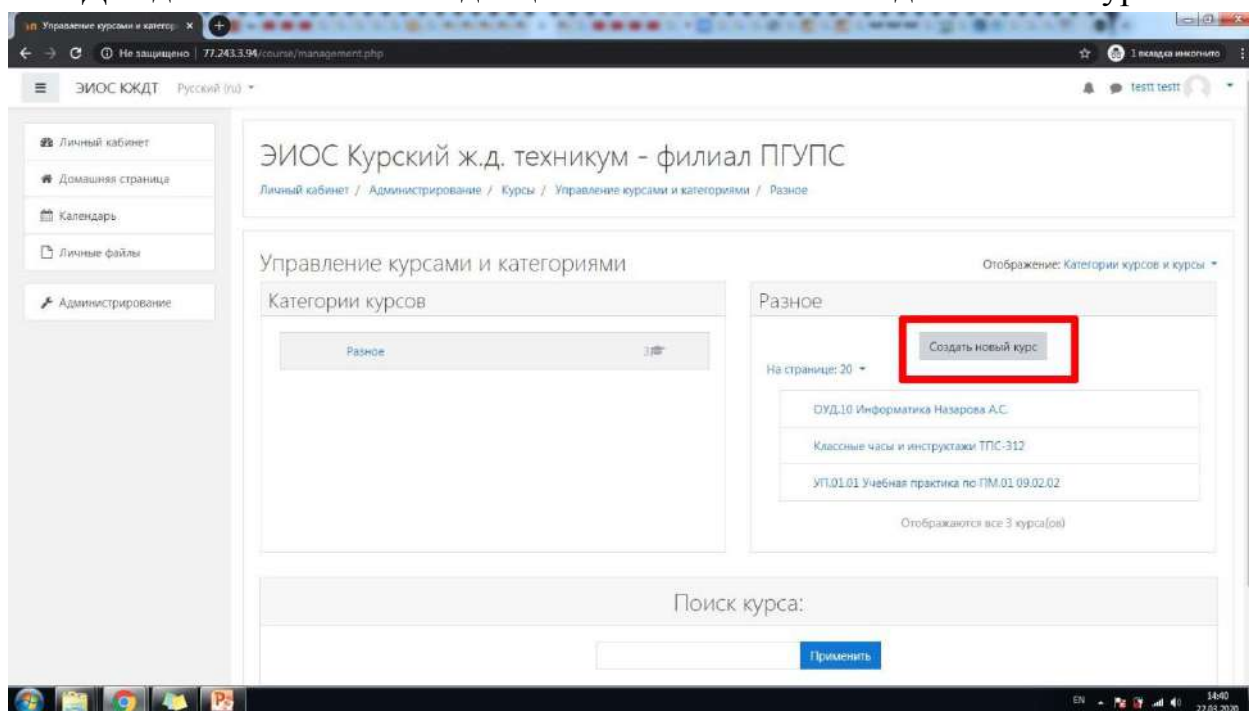 Управление курсами и категор
Не защищено 77.243.3.94/course/management.php
1 вкладка инкогнито
ЭИОС КЖДТ Русский (ru)
testt testt
Личный кабинет
Домашняя страница
Календарь
Личные файлы
Администрирование
ЭИОС Курский ж.д. техникум - филиал ПГУПС
Личный кабинет / Администрирование / Курсы / Управление курсами и категориями / Разное
Управление курсами и категориями
Отображение: Категории курсов и курсы
Категории курсов
Разное 3
Разное
Создать новый курс
На странице: 20
ОУД.10 Информатика Назарова А.С.
Классные часы и инструктажи ТПС-312
УП.01.01 Учебная практика по ПМ.01 09.02.02
Отображаются все 3 курса(ов)
Поиск курса:
Применить
EN
14:40
22.03.2020